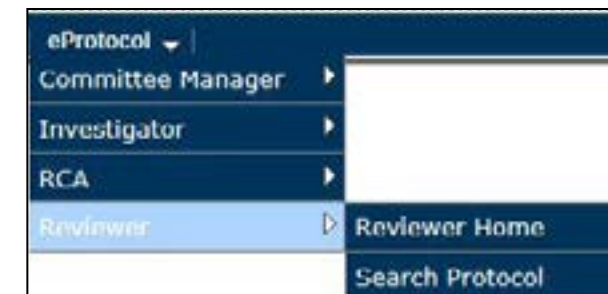 eProtocol
Committee Manager
Investigator
RCA
Reviewer
Reviewer Home
Search Protocol